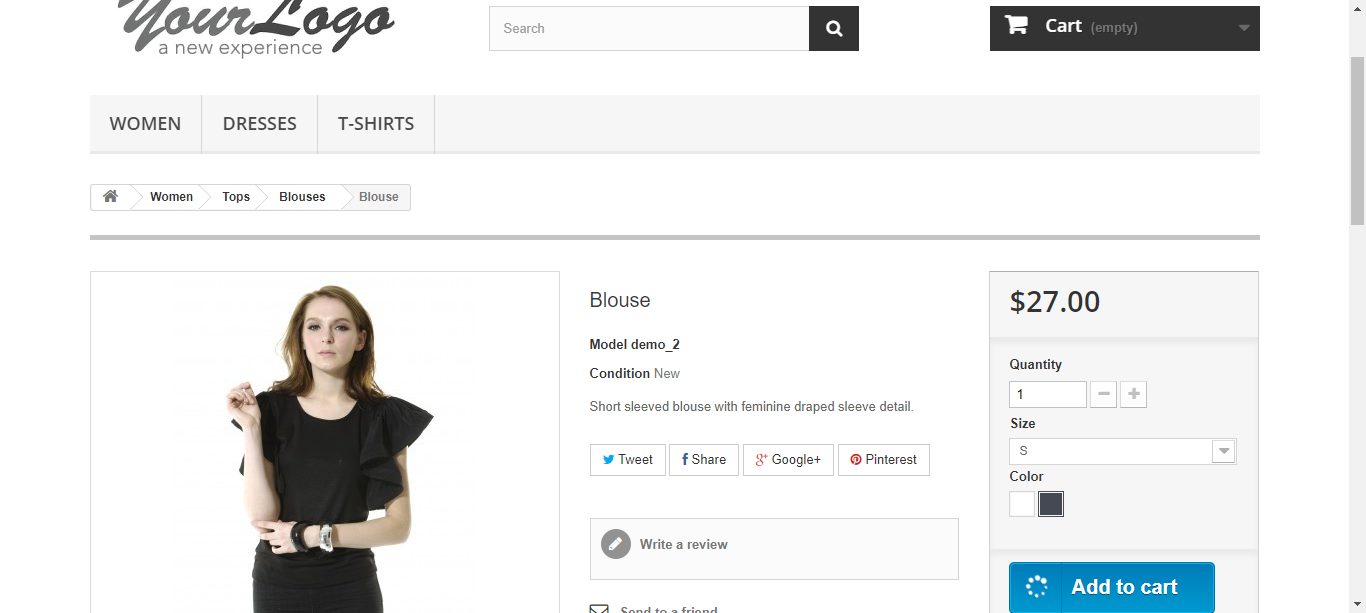 YourLogo
a new experience
Search
Cart (empty)
WOMEN DRESSES T-SHIRTS
Women Tops Blouses Blouse
Blouse
Model demo_2
Condition New
Short sleeved blouse with feminine draped sleeve detail.
Tweet Share Google+ Pinterest
Write a review
Send to a friend
$27.00
Quantity
1
Size
S
Color
Add to cart